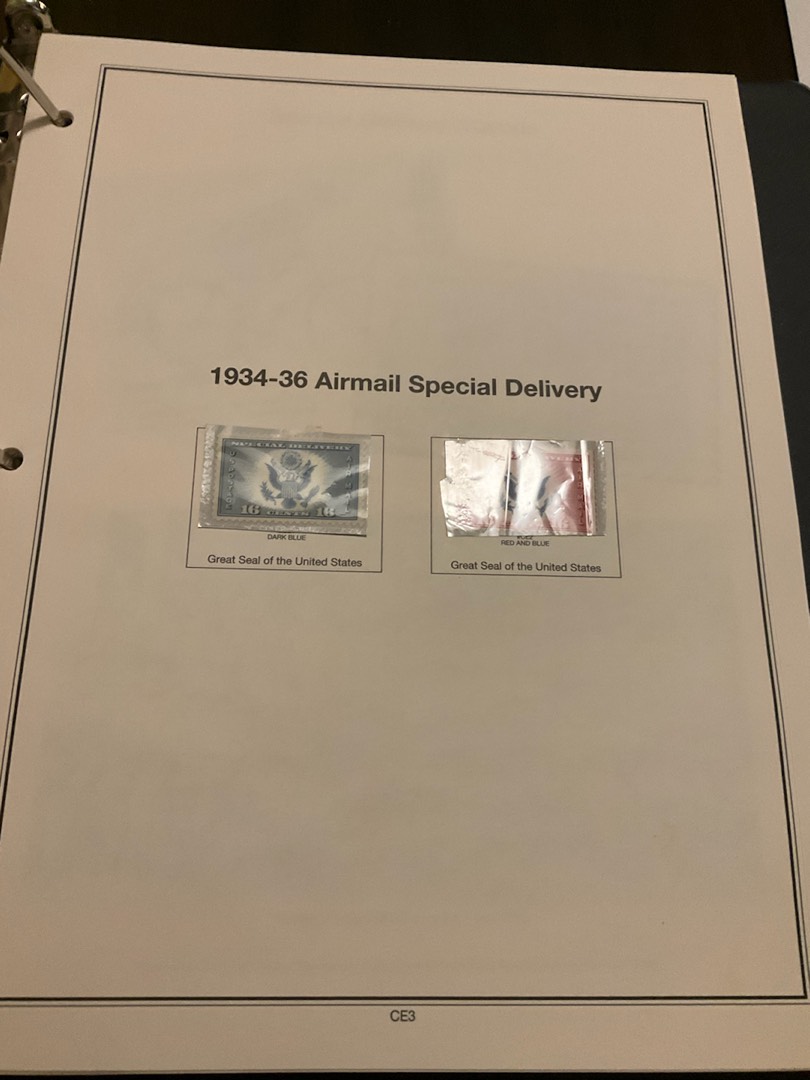 1934-36 Airmail Special Delivery
SPECIAL DELIVERY
16 CENTS 16
DARK BLUE
Great Seal of the United States
RED AND BLUE
Great Seal of the United States
CE3